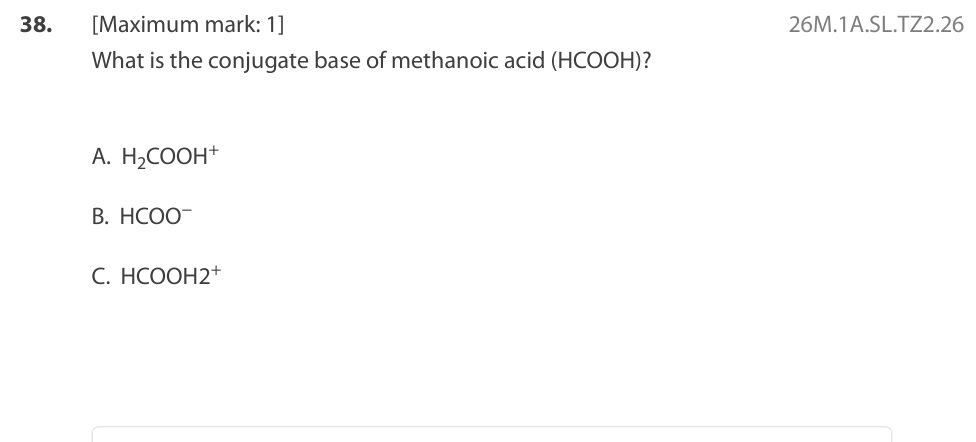 38. [Maximum mark: 1] 26M.1A.SL.TZ2.26
What is the conjugate base of methanoic acid (HCOOH)?
A. H₂COOH⁺
B. HCOO⁻
C. HCOOH2⁺